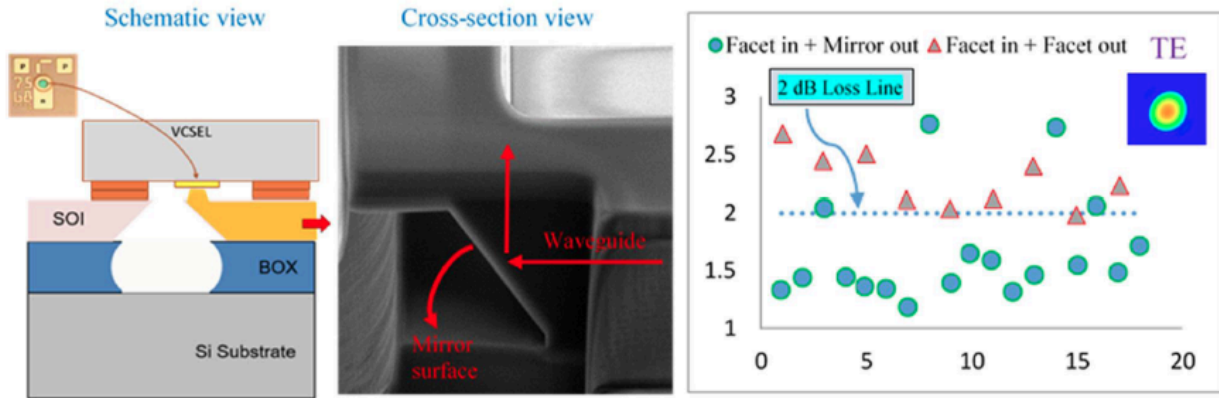 Schematic view
VCSEL
SOI
BOX
Si Substrate
Cross-section view
Waveguide
Mirror
surface
Facet in + Mirror out Facet in + Facet out TE
2 dB Loss Line
3
2.5
2
1.5
1
0 5 10 15 20